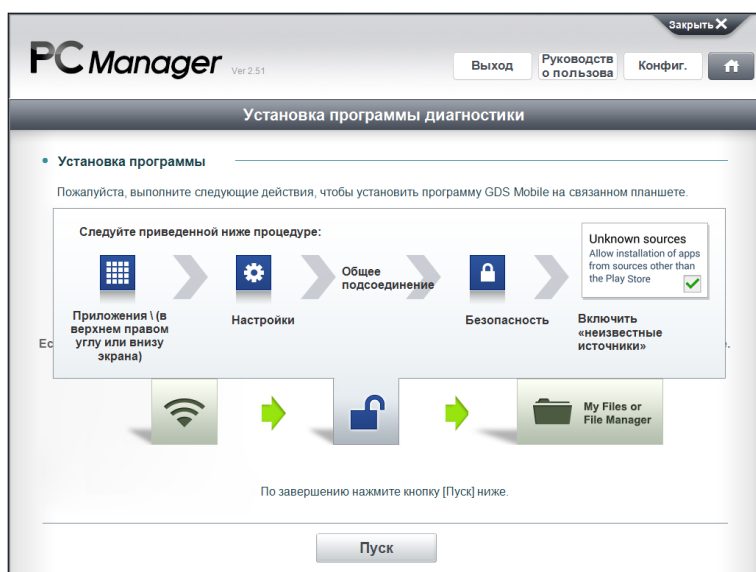 Закрыть X
PC Manager Ver 2.51
Выход
Руководств
о пользова
Конфиг.
Установка программы диагностики
• Установка программы
Пожалуйста, выполните следующие действия, чтобы установить программу GDS Mobile на связанном планшете.
Следуйте приведенной ниже процедуре:
Приложения \ (в
верхнем правом
углу или внизу
экрана)
Настройки
Общее
подсоединение
Безопасность
Unknown sources
Allow installation of apps
from sources other than
the Play Store
Включить
«неизвестные
источники»
Ес
My Files or
File Manager
По завершению нажмите кнопку [Пуск] ниже.
Пуск